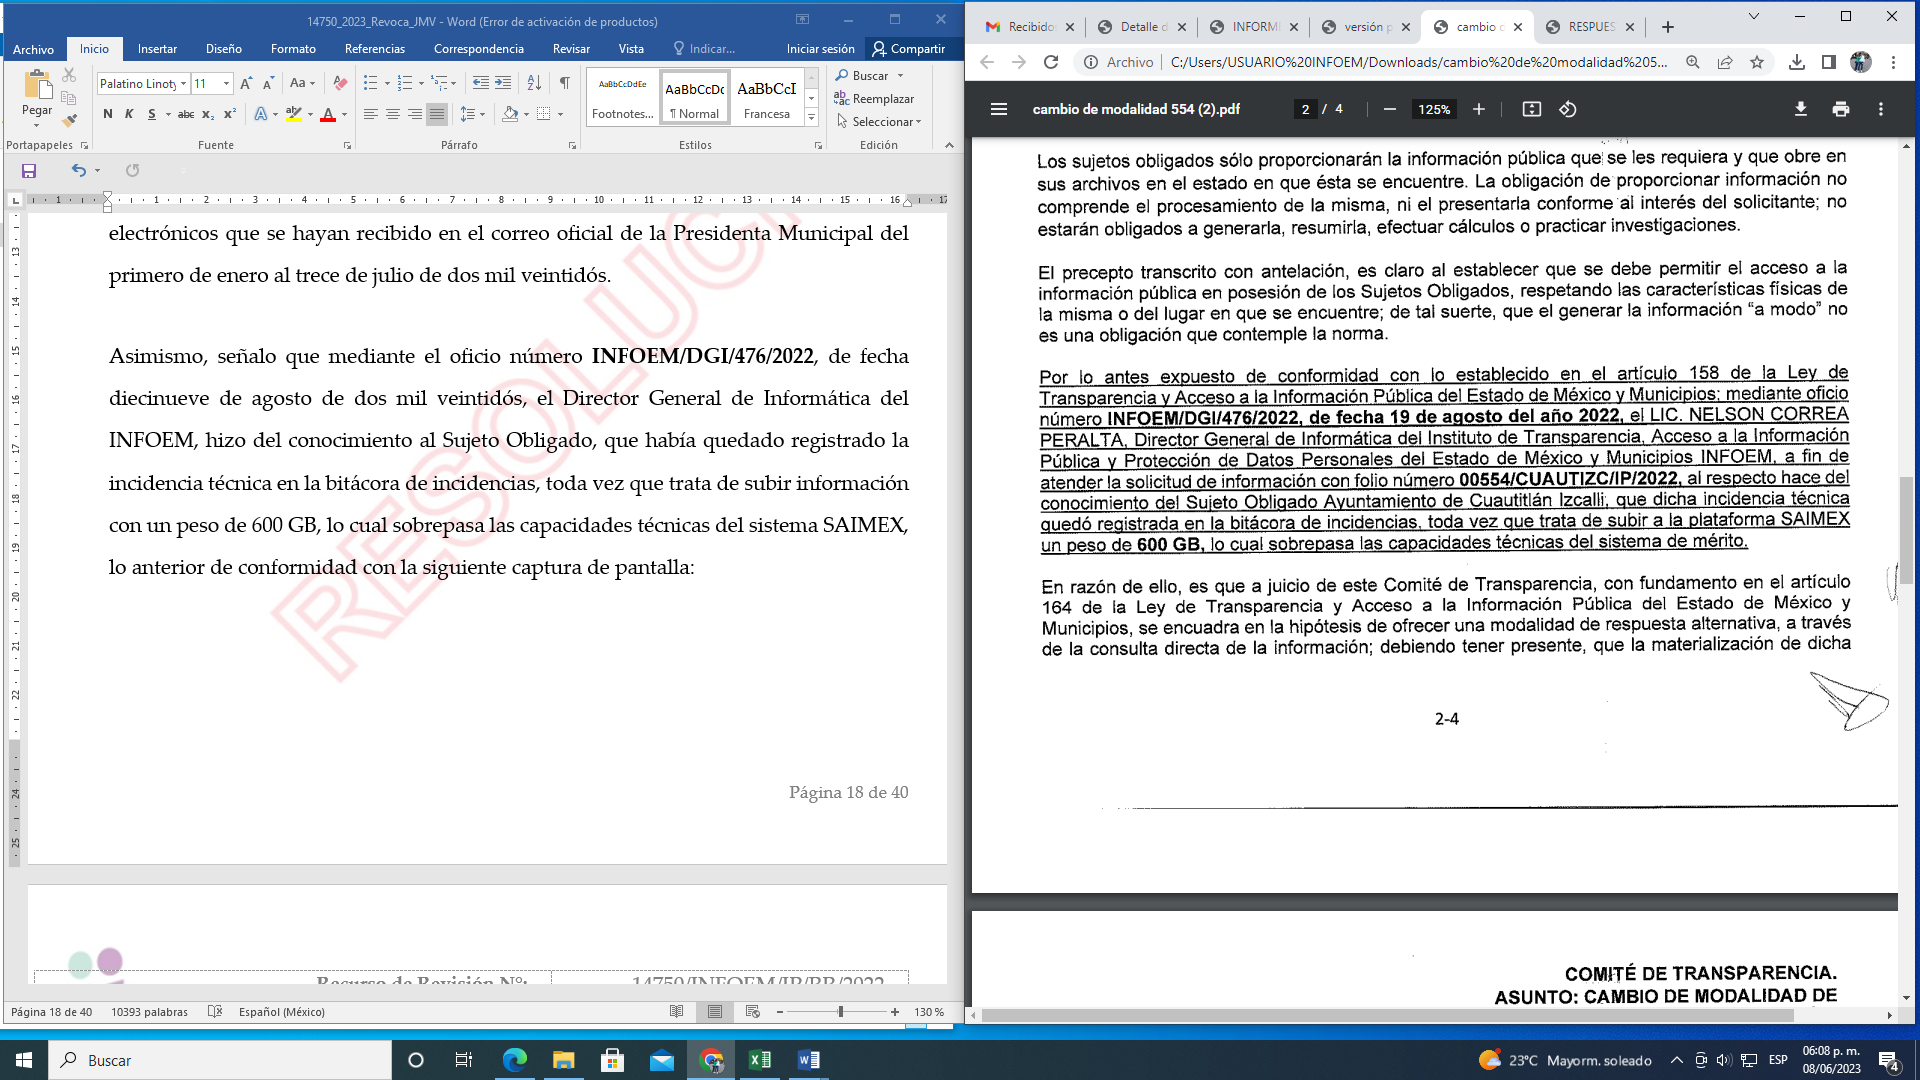 14750_2023_Revoca_JMV - Word (Error de activación de productos)
Archivo Inicio Insertar Diseño Formato Referencias Correspondencia Revisar Vista Indicar... Iniciar sesión Compartir
Pegar
Portapapeles
Palatino Linoty 11
Aa
N K S abc x₂ x²
Fuente
Párrafo
AaBbCcDdEe Footnotes...
AaBbCcDc ¶ Normal
AaBbCcI Francesa
Estilos
Buscar
Reemplazar
Seleccionar
Edición
electrónicos que se hayan recibido en el correo oficial de la Presidenta Municipal del
primero de enero al trece de julio de dos mil veintidós.
Asimismo, señalo que mediante el oficio número INFOEM/DGI/476/2022, de fecha
diecinueve de agosto de dos mil veintidós, el Director General de Informática del
INFOEM, hizo del conocimiento al Sujeto Obligado, que había quedado registrado la
incidencia técnica en la bitácora de incidencias, toda vez que trata de subir información
con un peso de 600 GB, lo cual sobrepasa las capacidades técnicas del sistema SAIMEX,
lo anterior de conformidad con la siguiente captura de pantalla:
RESOLUC
Página 18 de 40
Recurso de Revisión N°: 14750/INFOEM/IP/RR/2022
Página 18 de 40 10393 palabras Español (México) 130 %
Recibidos Detalle d INFORME versión p cambio d RESPUES
Archivo C:/Users/USUARIO%20INFOEM/Downloads/cambio%20de%20modalidad%205...
cambio de modalidad 554 (2).pdf 2 / 4 125%
Los sujetos obligados sólo proporcionarán la información pública que se les requiera y que obre en
sus archivos en el estado en que ésta se encuentre. La obligación de proporcionar información no
comprende el procesamiento de la misma, ni el presentarla conforme al interés del solicitante; no
estarán obligados a generarla, resumirla, efectuar cálculos o practicar investigaciones.
El precepto transcrito con antelación, es claro al establecer que se debe permitir el acceso a la
información pública en posesión de los Sujetos Obligados, respetando las características físicas de
la misma o del lugar en que se encuentre; de tal suerte, que el generar la información “a modo” no
es una obligación que contemple la norma.
Por lo antes expuesto de conformidad con lo establecido en el artículo 158 de la Ley de
Transparencia y Acceso a la Información Pública del Estado de México y Municipios; mediante oficio
número INFOEM/DGI/476/2022, de fecha 19 de agosto del año 2022, el LIC. NELSON CORREA
PERALTA, Director General de Informática del Instituto de Transparencia, Acceso a la Información
Pública y Protección de Datos Personales del Estado de México y Municipios INFOEM, a fin de
atender la solicitud de información con folio número 00554/CUAUTIZC/IP/2022, al respecto hace del
conocimiento del Sujeto Obligado Ayuntamiento de Cuautitlán Izcalli, que dicha incidencia técnica
quedó registrada en la bitácora de incidencias, toda vez que trata de subir a la plataforma SAIMEX
un peso de 600 GB, lo cual sobrepasa las capacidades técnicas del sistema de mérito.
En razón de ello, es que a juicio de este Comité de Transparencia, con fundamento en el artículo
164 de la Ley de Transparencia y Acceso a la Información Pública del Estado de México y
Municipios, se encuadra en la hipótesis de ofrecer una modalidad de respuesta alternativa, a través
de la consulta directa de la información; debiendo tener presente, que la materialización de dicha
2-4
COMITÉ DE TRANSPARENCIA.
ASUNTO: CAMBIO DE MODALIDAD DE
Buscar
23°C Mayorm. soleado ESP 06:08 p. m.
08/06/2023 4